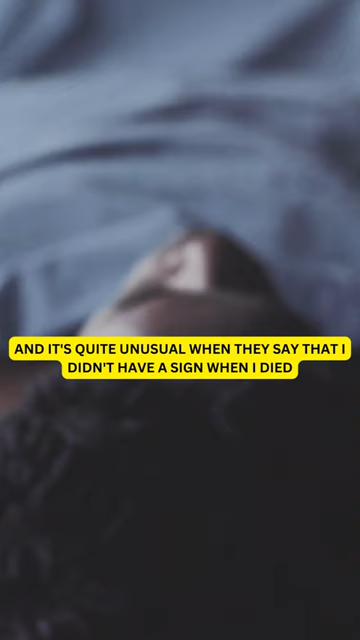 AND IT'S QUITE UNUSUAL WHEN THEY SAY THAT I
DIDN'T HAVE A SIGN WHEN I DIED